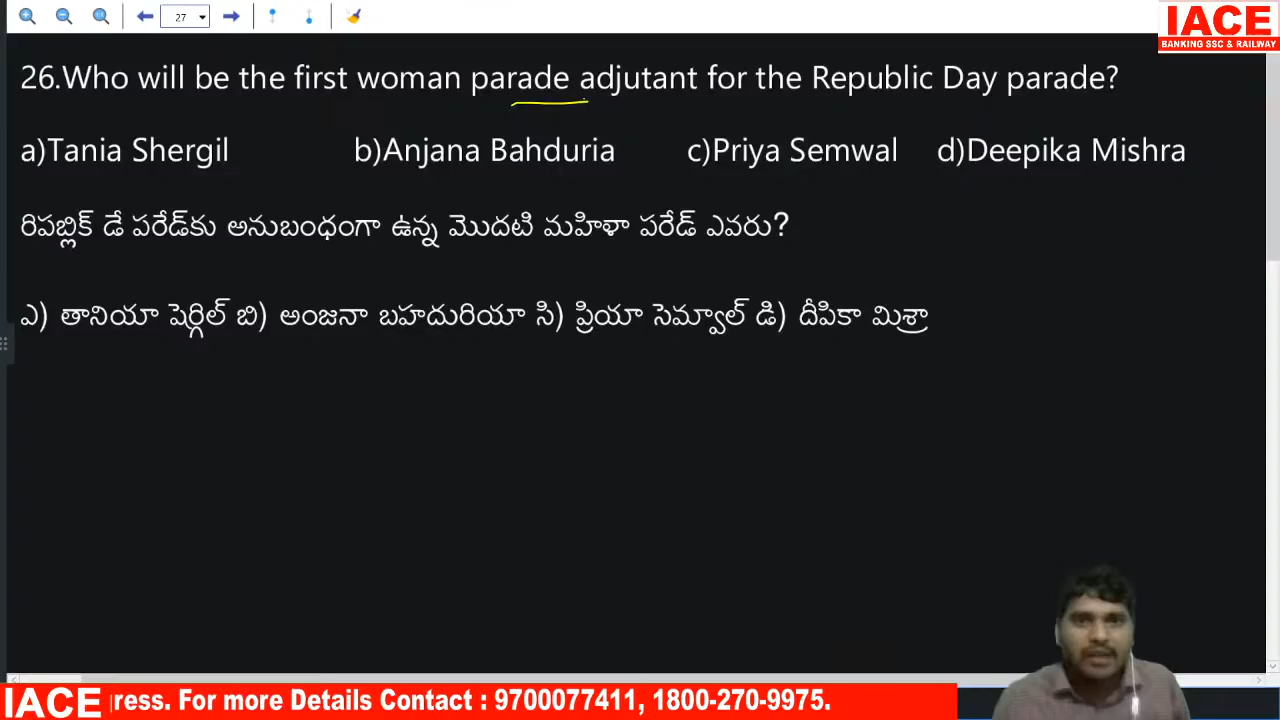 27
IACE
BANKING SSC & RAILWAY
26.Who will be the first woman parade adjutant for the Republic Day parade?
a)Tania Shergil b)Anjana Bahduria c)Priya Semwal d)Deepika Mishra
రిపబ్లిక్ డే పరేడ్‌కు అనుబంధంగా ఉన్న మొదటి మహిళా పరేడ్ ఎవరు?
ఎ) తానియా షెర్గిల్ బి) అంజనా బహదురియా సి) ప్రియా సెమ్వాల్ డి) దీపికా మిశ్రా
IACE ress. For more Details Contact : 9700077411, 1800-270-9975.